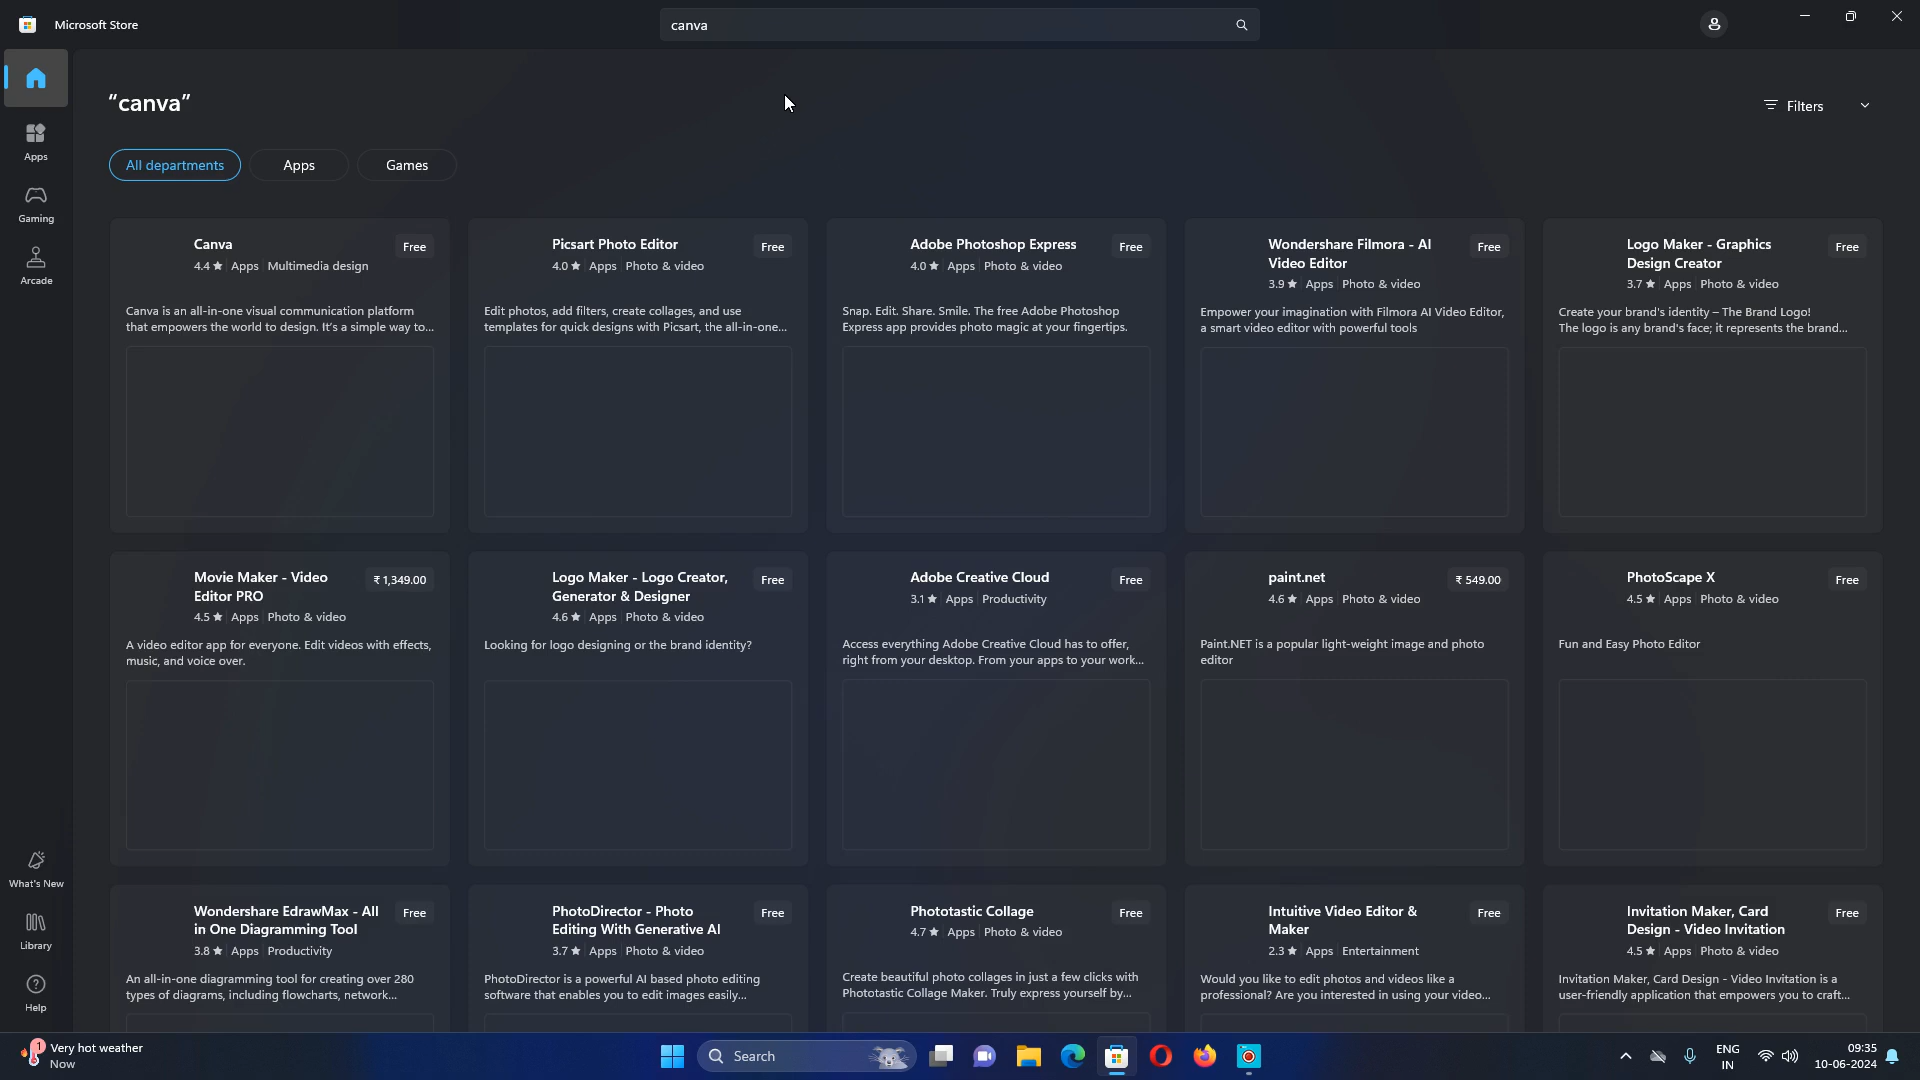 Microsoft Store
canva
“canva”
Filters
All departments
Apps
Games
Apps
Gaming
Arcade
What's New
Library
Help
Canva
Free
4.4★ Apps Multimedia design
Canva is an all-in-one visual communication platform
that empowers the world to design. It's a simple way to...
Picsart Photo Editor
Free
4.0★ Apps Photo & video
Edit photos, add filters, create collages, and use
templates for quick designs with Picsart, the all-in-one...
Adobe Photoshop Express
Free
4.0★ Apps Photo & video
Snap. Edit. Share. Smile. The free Adobe Photoshop
Express app provides photo magic at your fingertips.
Wondershare Filmora - AI
Video Editor
Free
3.9★ Apps Photo & video
Empower your imagination with Filmora AI Video Editor,
a smart video editor with powerful tools
Logo Maker - Graphics
Design Creator
Free
3.7★ Apps Photo & video
Create your brand's identity – The Brand Logo!
The logo is any brand's face; it represents the brand...
Movie Maker - Video
Editor PRO
₹ 1,349.00
4.5★ Apps Photo & video
A video editor app for everyone. Edit videos with effects,
music, and voice over.
Logo Maker - Logo Creator,
Generator & Designer
Free
4.6★ Apps Photo & video
Looking for logo designing or the brand identity?
Adobe Creative Cloud
Free
3.1★ Apps Productivity
Access everything Adobe Creative Cloud has to offer,
right from your desktop. From your apps to your work...
paint.net
₹ 549.00
4.6★ Apps Photo & video
Paint.NET is a popular light-weight image and photo
editor
PhotoScape X
Free
4.5★ Apps Photo & video
Fun and Easy Photo Editor
Wondershare EdrawMax - All
in One Diagramming Tool
Free
3.8★ Apps Productivity
An all-in-one diagramming tool for creating over 280
types of diagrams, including flowcharts, network...
PhotoDirector - Photo
Editing With Generative AI
Free
3.7★ Apps Photo & video
PhotoDirector is a powerful AI based photo editing
software that enables you to edit images easily...
Phototastic Collage
Free
4.7★ Apps Photo & video
Create beautiful photo collages in just a few clicks with
Phototastic Collage Maker. Truly express yourself by...
Intuitive Video Editor &
Maker
Free
2.3★ Apps Entertainment
Would you like to edit photos and videos like a
professional? Are you interested in using your video...
Invitation Maker, Card
Design - Video Invitation
Free
4.5★ Apps Photo & video
Invitation Maker, Card Design - Video Invitation is a
user-friendly application that empowers you to craft...
1
Very hot weather
Now
Search
ENG
IN
09:35
10-06-2024